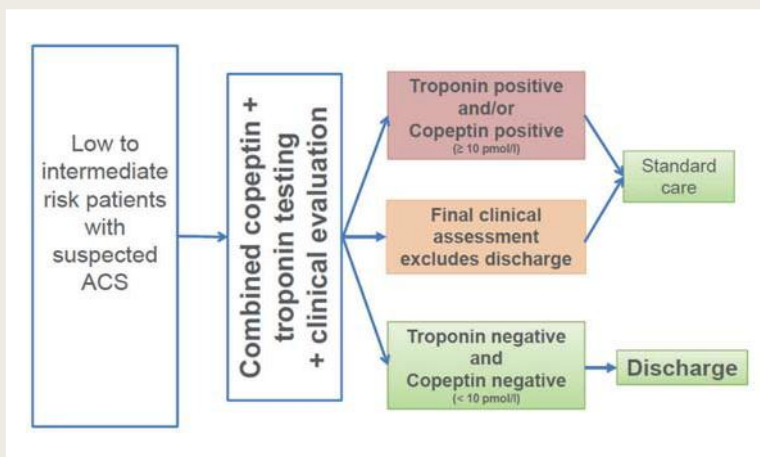 Low to
intermediate
risk patients
with
suspected
ACS
Combined copeptin +
troponin testing
+ clinical evaluation
Troponin positive
and/or
Copeptin positive
(≥ 10 pmol/l)
Final clinical
assessment
excludes discharge
Troponin negative
and
Copeptin negative
(< 10 pmol/l)
Standard
care
Discharge